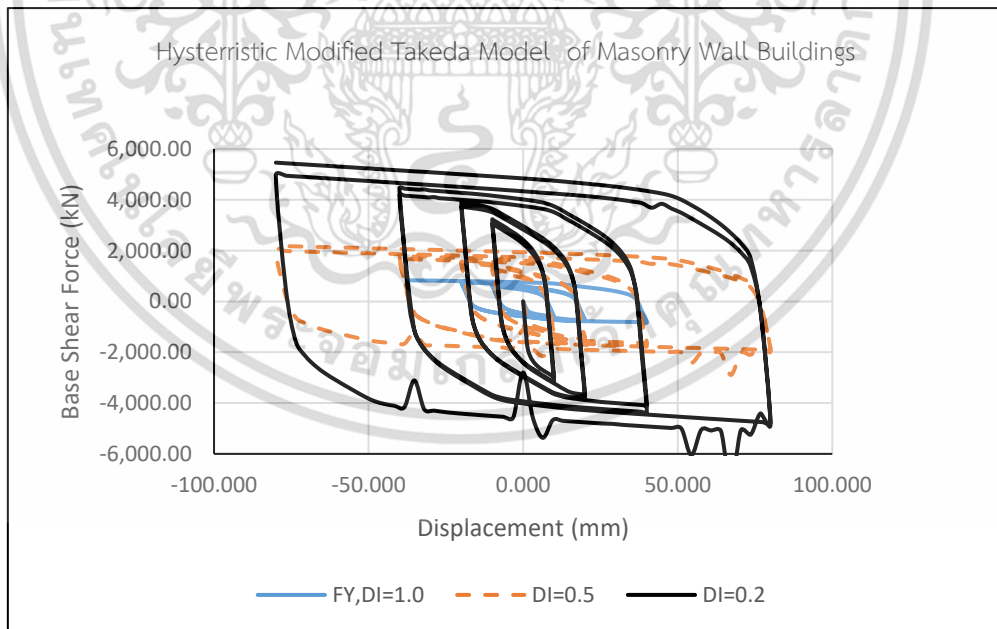 Hysterristic Modified Takeda Model of Masonry Wall Buildings
6,000.00
4,000.00
2,000.00
0.00
-2,000.00
-4,000.00
-6,000.00
Base Shear Force (kN)
-100.000 -50.000 0.000 50.000 100.000
Displacement (mm)
FY,DI=1.0 DI=0.5 DI=0.2